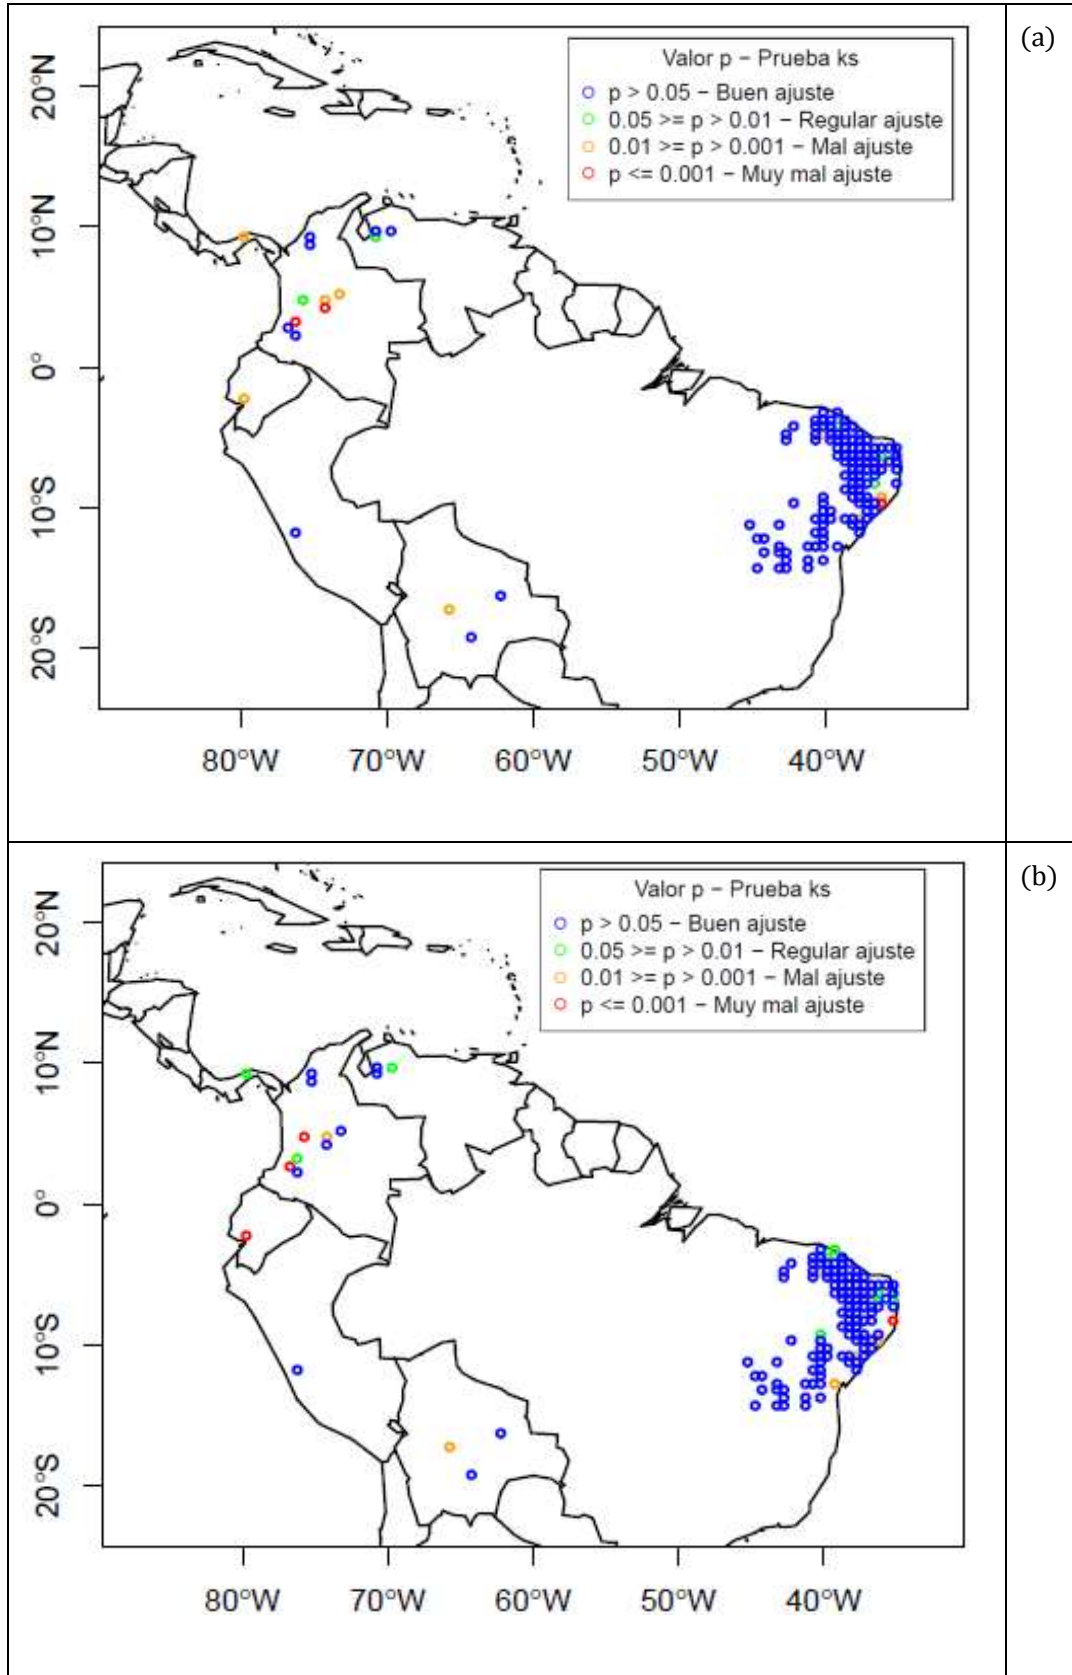 (a)
Valor p − Prueba ks
p > 0.05 − Buen ajuste
0.05 >= p > 0.01 − Regular ajuste
0.01 >= p > 0.001 − Mal ajuste
p <= 0.001 − Muy mal ajuste
20°N
10°N
0°
10°S
20°S
80°W 70°W 60°W 50°W 40°W
(b)
Valor p − Prueba ks
p > 0.05 − Buen ajuste
0.05 >= p > 0.01 − Regular ajuste
0.01 >= p > 0.001 − Mal ajuste
p <= 0.001 − Muy mal ajuste
20°N
10°N
0°
10°S
20°S
80°W 70°W 60°W 50°W 40°W